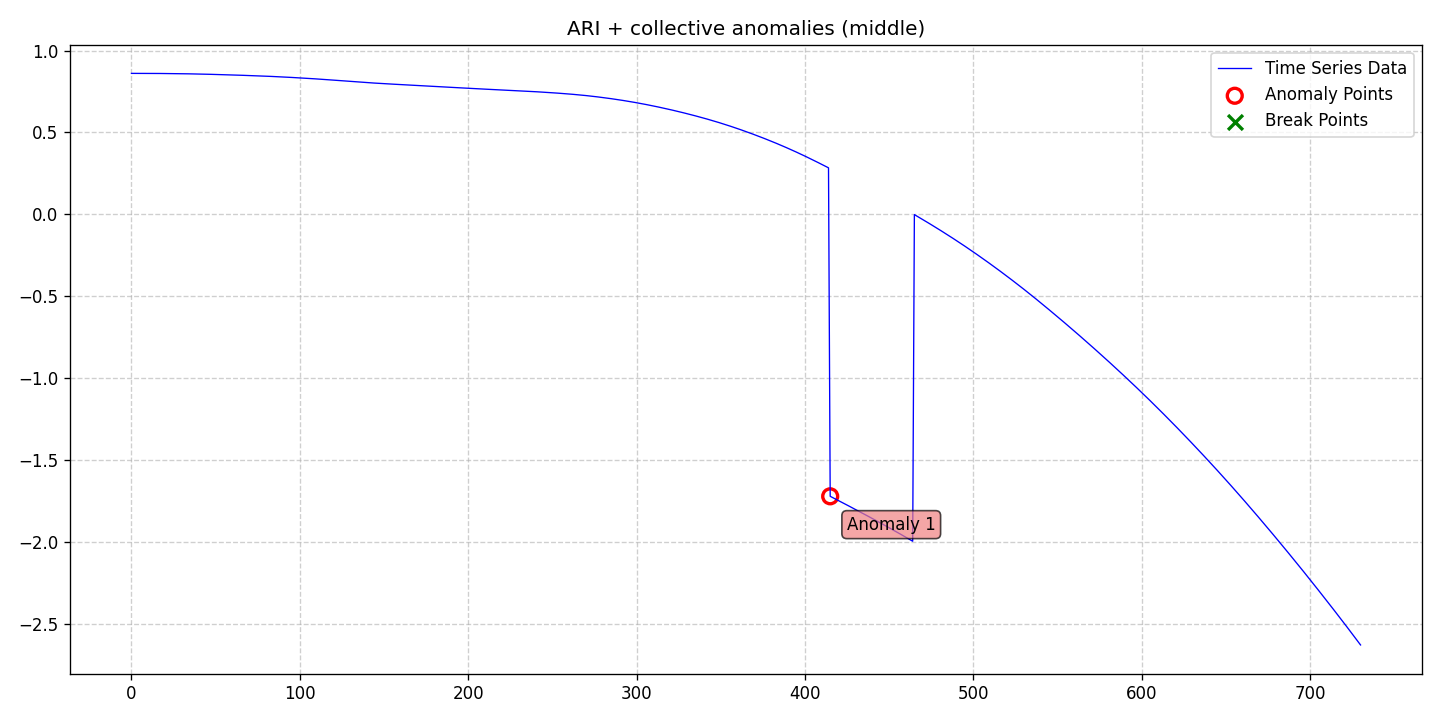 ARI + collective anomalies (middle)
1.0
0.5
0.0
−0.5
−1.0
−1.5
−2.0
−2.5
Time Series Data
Anomaly Points
Break Points
Anomaly 1
0 100 200 300 400 500 600 700